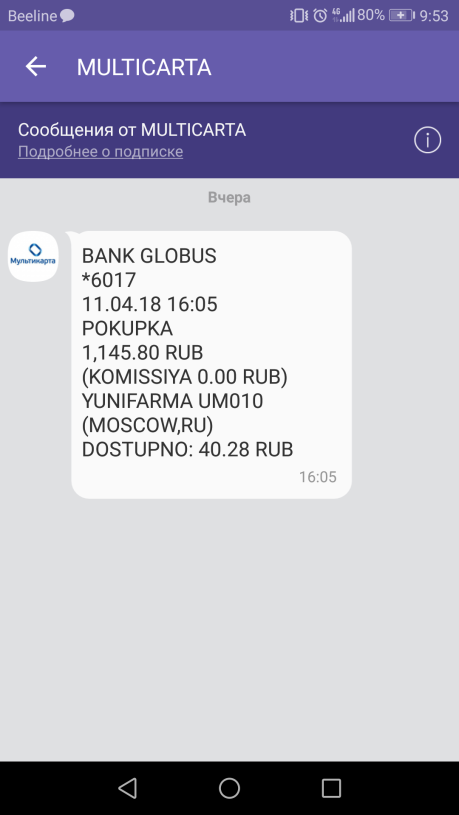 Beeline 4G 80% 9:53
MULTICARTA
Сообщения от MULTICARTA
Подробнее о подписке
Вчера
Мультикарта
BANK GLOBUS
*6017
11.04.18 16:05
POKUPKA
1,145.80 RUB
(KOMISSIYA 0.00 RUB)
YUNIFARMA UM010
(MOSCOW,RU)
DOSTUPNO: 40.28 RUB
16:05